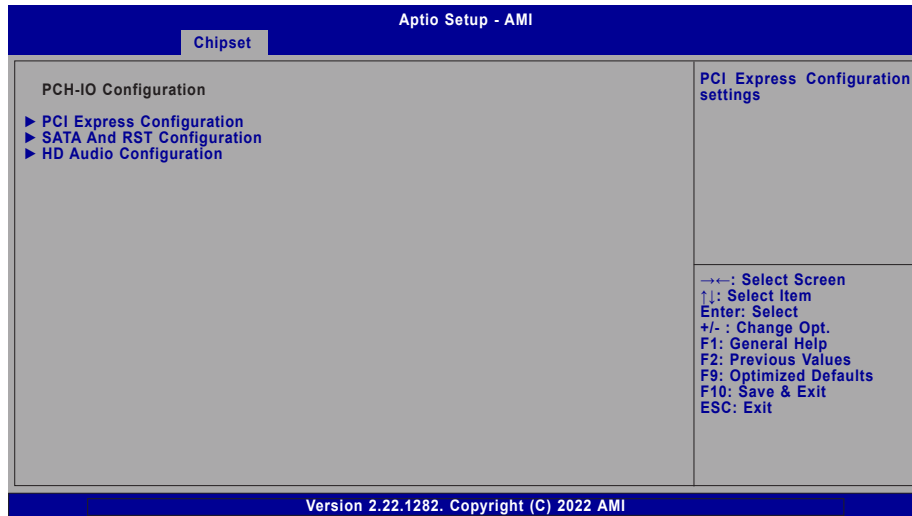 Aptio Setup - AMI
Chipset
PCH-IO Configuration
► PCI Express Configuration
► SATA And RST Configuration
► HD Audio Configuration
PCI Express Configuration
settings
→←: Select Screen
↑↓: Select Item
Enter: Select
+/- : Change Opt.
F1: General Help
F2: Previous Values
F9: Optimized Defaults
F10: Save & Exit
ESC: Exit
Version 2.22.1282. Copyright (C) 2022 AMI